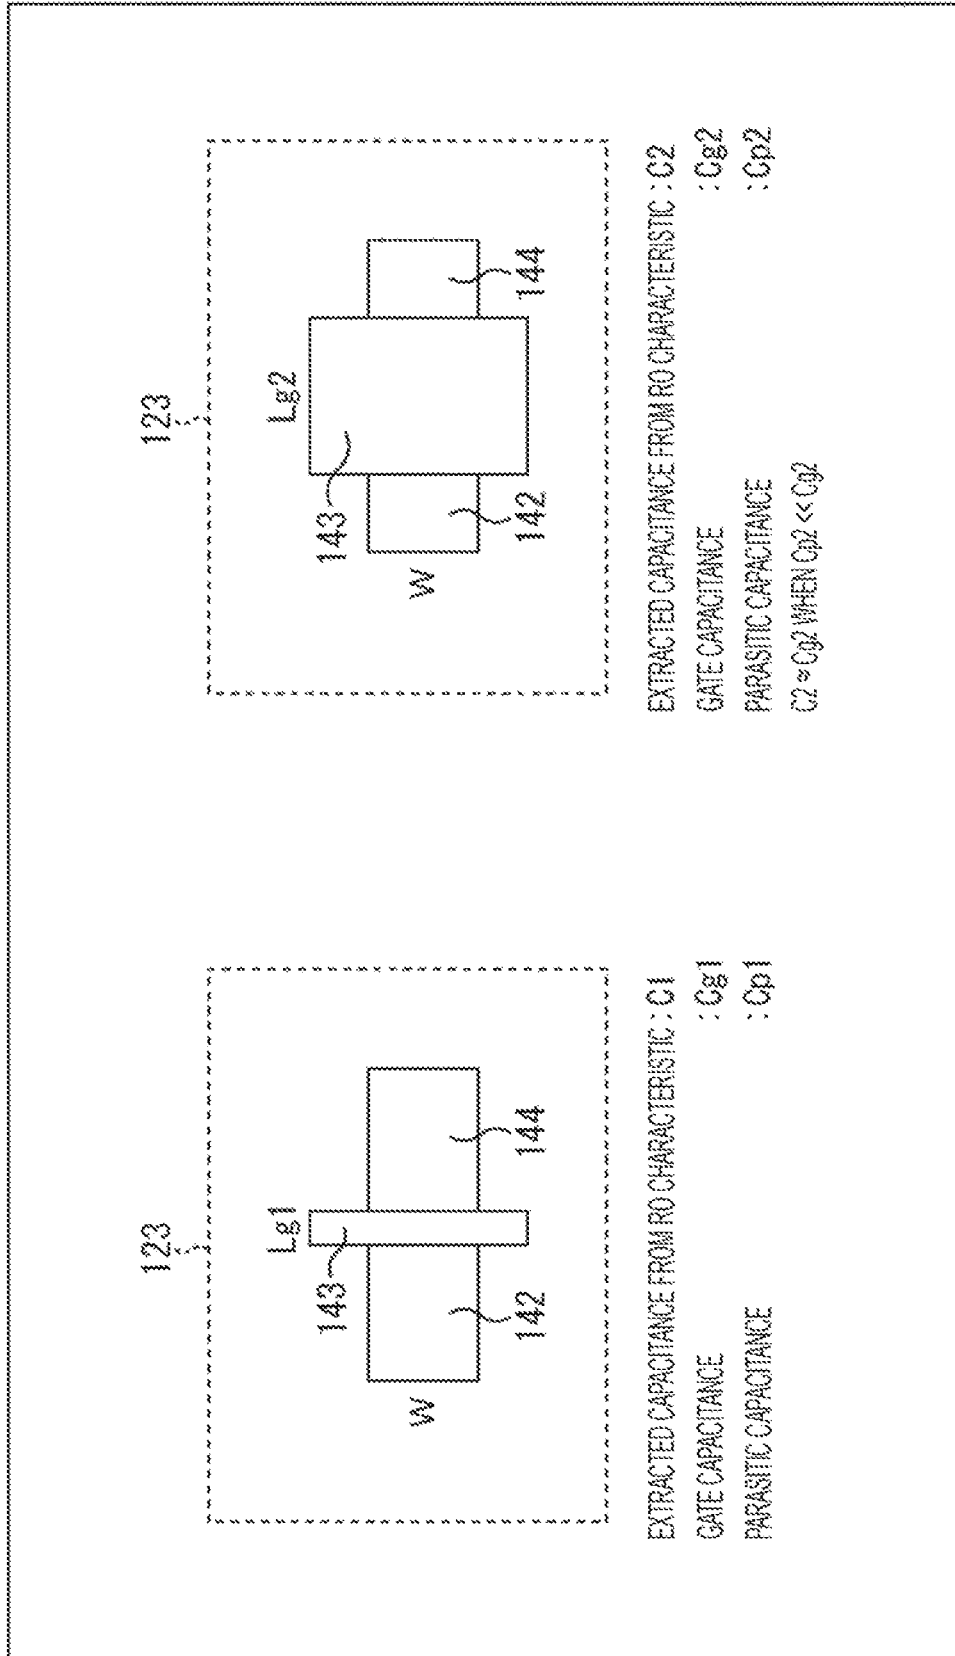 123
Lg1
143
142
144
W
EXTRACTED CAPACITANCE FROM RO CHARACTERISTIC : C1
GATE CAPACITANCE : Cg1
PARASITIC CAPACITANCE : Cp1
123
Lg2
143
142
144
W
EXTRACTED CAPACITANCE FROM RO CHARACTERISTIC : C2
GATE CAPACITANCE : Cg2
PARASITIC CAPACITANCE : Cp2
C2≈Cg2 WHEN Cp2 << Cg2